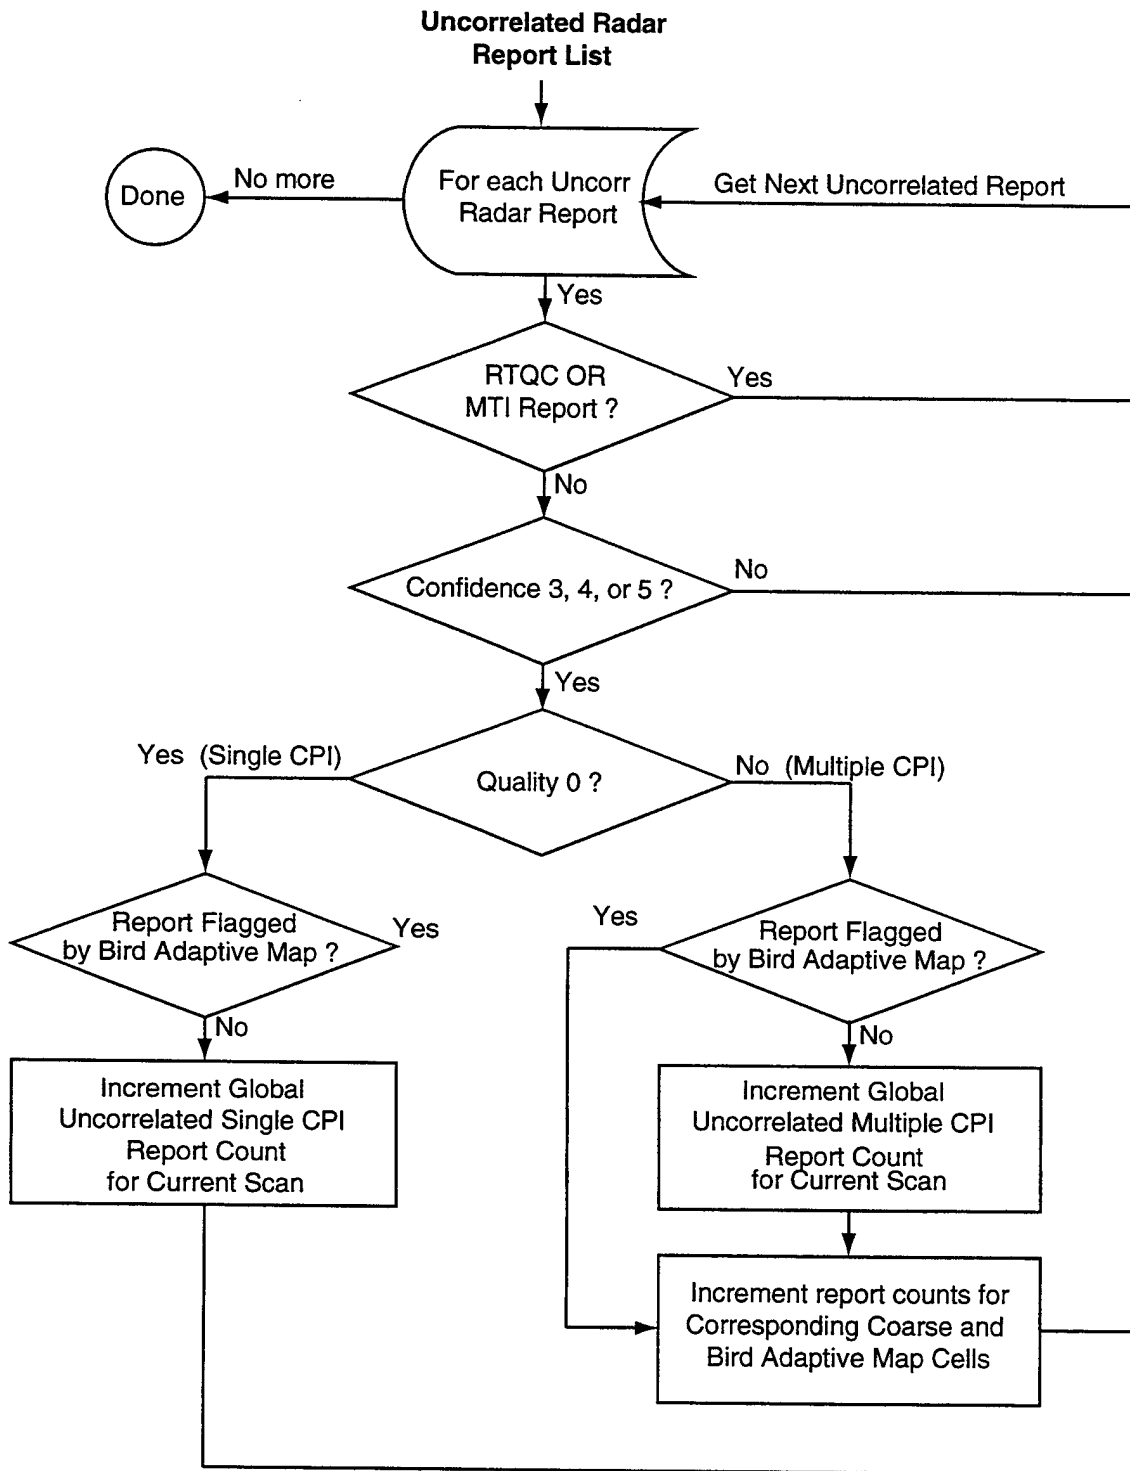 Uncorrelated Radar
Report List
Done
No more
For each Uncorr
Radar Report
Get Next Uncorrelated Report
Yes
RTQC OR
MTI Report ?
Yes
No
Confidence 3, 4, or 5 ?
No
Yes
Yes (Single CPI)
Quality 0 ?
No (Multiple CPI)
Report Flagged
by Bird Adaptive Map ?
Yes
Yes
Report Flagged
by Bird Adaptive Map ?
No
No
Increment Global
Uncorrelated Single CPI
Report Count
for Current Scan
Increment Global
Uncorrelated Multiple CPI
Report Count
for Current Scan
Increment report counts for
Corresponding Coarse and
Bird Adaptive Map Cells